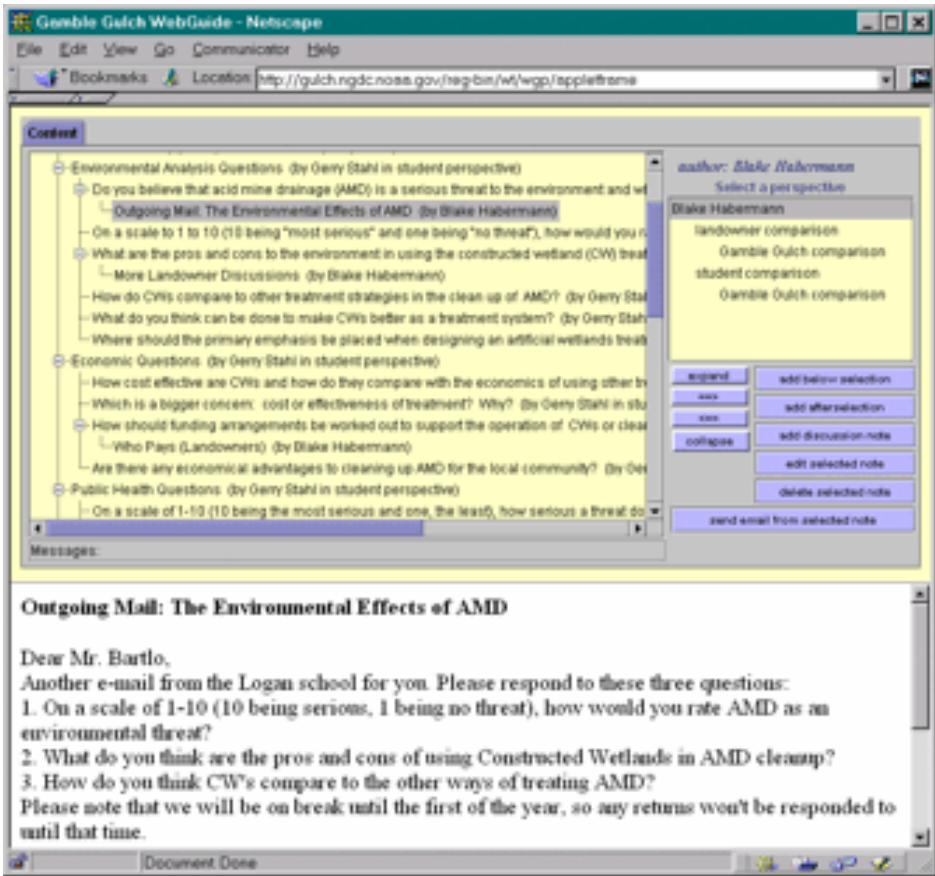 Gamble Gulch WebGuide - Netscape
File Edit View Go Communicator Help
Bookmarks Location: http://gulch.ngdc.noaa.gov/reg-bin/wt/wgp/appletframe
Content
Environmental Analysis Questions (by Gerry Stahl in student perspective)
Do you believe that acid mine drainage (AMD) is a serious threat to the environment and wh
Outgoing Mail: The Environmental Effects of AMD (by Blake Habermann)
On a scale to 1 to 10 (10 being "most serious" and one being "no threat), how would you ra
What are the pros and cons to the environment in using the constructed wetland (CW) treat
More Landowner Discussions (by Blake Habermann)
How do CWs compare to other treatment strategies in the clean up of AMD? (by Gerry Stal
What do you think can be done to make CWs better as a treatment system? (by Gerry Stah
Where should the primary emphasis be placed when designing an artificial wetlands treatm
Economic Questions (by Gerry Stahl in student perspective)
How cost effective are CWs and how do they compare with the economics of using other tre
Which is a bigger concern: cost or effectiveness of treatment? Why? (by Gerry Stahl in stu
How should funding arrangements be worked out to support the operation of CWs or clear
Who Pays (Landowners) (by Blake Habermann)
Are there any economical advantages to cleaning up AMD for the local community? (by Ger
Public Health Questions (by Gerry Stahl in student perspective)
On a scale of 1-10 (10 being the most serious and one, the least), how serious a threat do
Messages:
author: Blake Habermann
Select a perspective
Blake Habermann
landowner comparison
Gamble Gulch comparison
student comparison
Gamble Gulch comparison
expand
add below selection
>>>
add after selection
<<<
add discussion note
collapse
edit selected note
delete selected note
send email from selected note
Outgoing Mail: The Environmental Effects of AMD
Dear Mr. Bartlo,
Another e-mail from the Logan school for you. Please respond to these three questions:
1. On a scale of 1-10 (10 being serious, 1 being no threat), how would you rate AMD as an
environmental threat?
2. What do you think are the pros and cons of using Constructed Wetlands in AMD cleanup?
3. How do you think CW's compare to the other ways of treating AMD?
Please note that we will be on break until the first of the year, so any returns won't be responded to
until that time.
Document Done